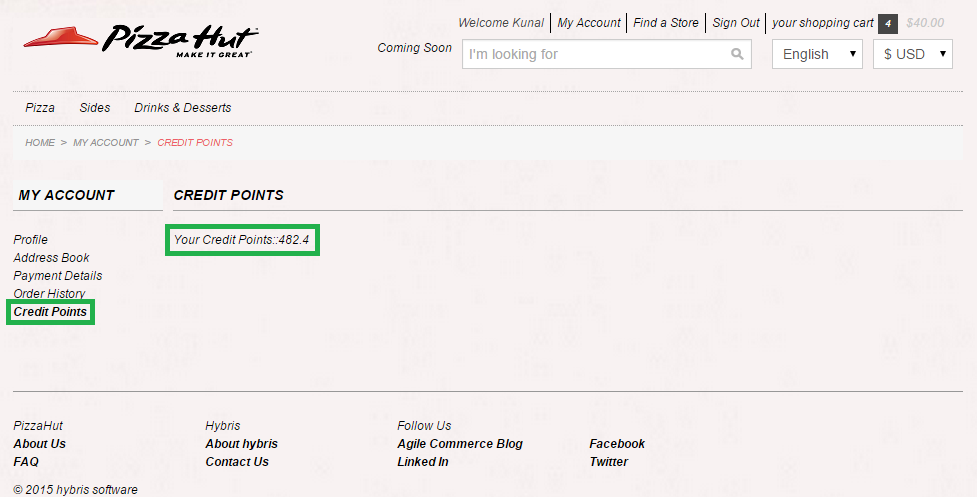 Pizza Hut
MAKE IT GREAT
Welcome Kunal My Account Find a Store Sign Out your shopping cart 4 $40.00
Coming Soon I'm looking for English $ USD
Pizza Sides Drinks & Desserts
HOME > MY ACCOUNT > CREDIT POINTS
MY ACCOUNT
CREDIT POINTS
Your Credit Points::482.4
Profile
Address Book
Payment Details
Order History
Credit Points
PizzaHut Hybris Follow Us
About Us About hybris Agile Commerce Blog Facebook
FAQ Contact Us Linked In Twitter
© 2015 hybris software